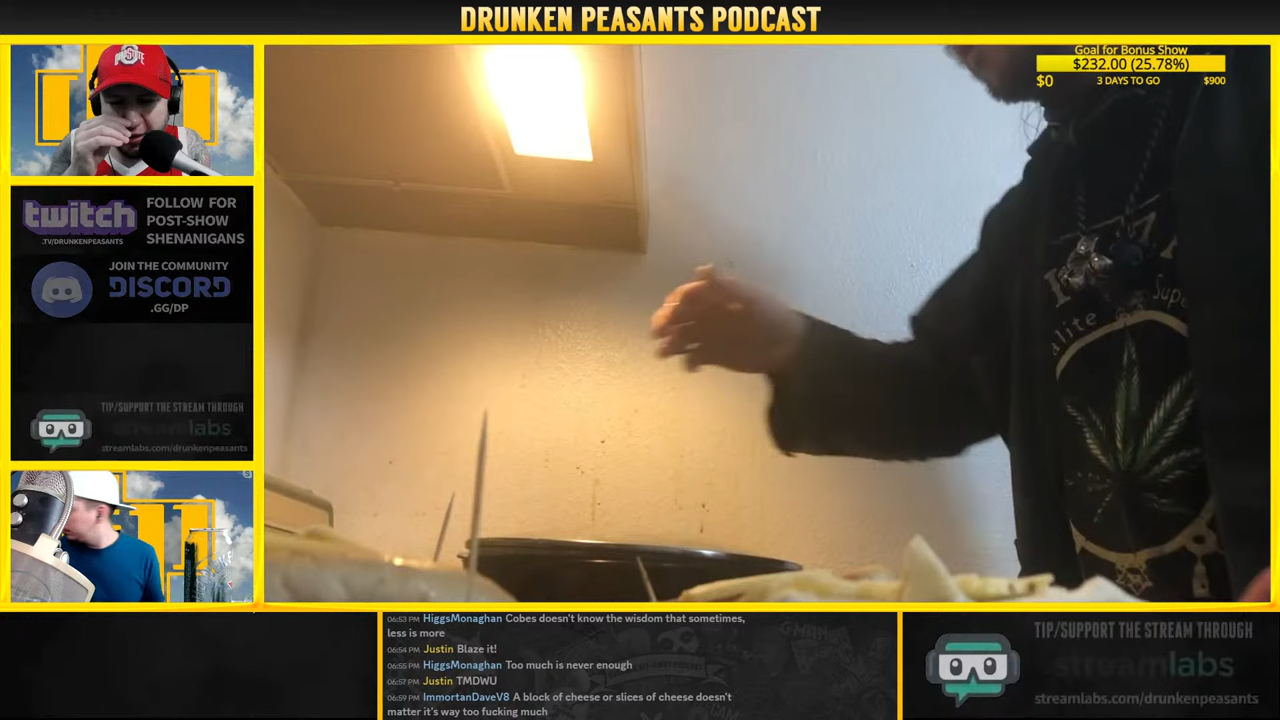 DRUNKEN PEASANTS PODCAST
Goal for Bonus Show
$232.00 (25.78%)
$0
3 DAYS TO GO
$900
twitch
.TV/DRUNKENPEASANTS
FOLLOW FOR
POST-SHOW
SHENANIGANS
JOIN THE COMMUNITY
DISCORD
.GG/DP
TIP/SUPPORT THE STREAM THROUGH
streamlabs
streamlabs.com/drunkenpeasants
06:53 PM HiggsMonaghan Cobes doesn't know the wisdom that sometimes,
less is more
06:54 PM Justin Blaze it!
06:55 PM HiggsMonaghan Too much is never enough
06:57 PM Justin TMDWU
06:59 PM ImmortanDaveV8 A block of cheese or slices of cheese doesn't
matter it's way too fucking much
TIP/SUPPORT THE STREAM THROUGH
streamlabs
streamlabs.com/drunkenpeasants